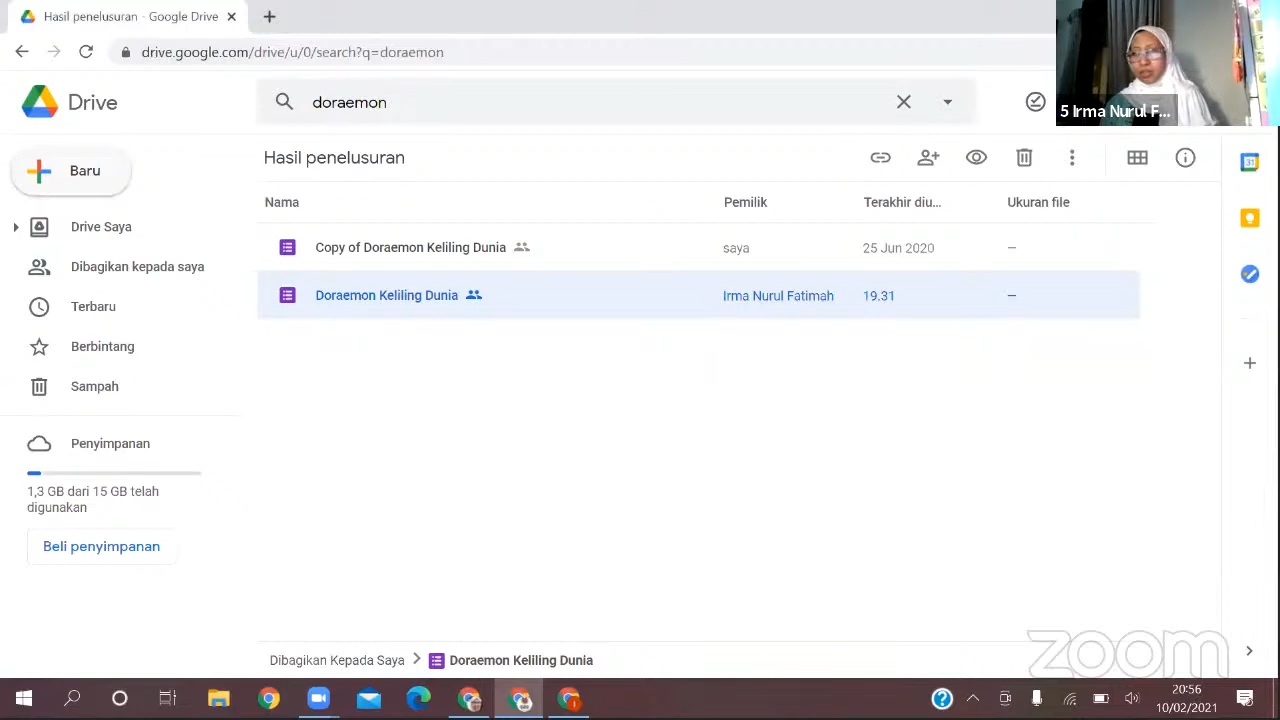 Hasil penelusuran - Google Drive
drive.google.com/drive/u/0/search?q=doraemon
Drive
doraemon
5 Irma Nurul F...
Baru
Hasil penelusuran
31
Nama Pemilik Terakhir diu... Ukuran file
Copy of Doraemon Keliling Dunia saya 25 Jun 2020 —
Doraemon Keliling Dunia Irma Nurul Fatimah 19.31 —
Drive Saya
Dibagikan kepada saya
Terbaru
Berbintang
Sampah
Penyimpanan
1,3 GB dari 15 GB telah
digunakan
Beli penyimpanan
Dibagikan Kepada Saya > Doraemon Keliling Dunia
zoom
20:56
10/02/2021